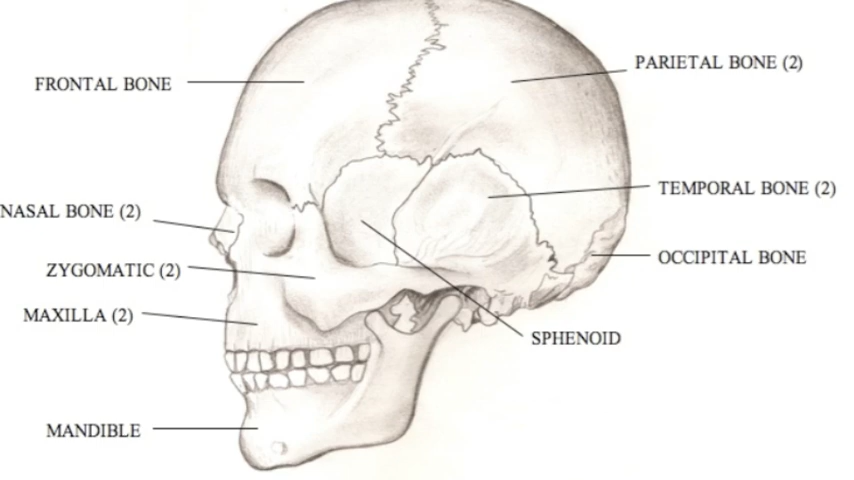 FRONTAL BONE
PARIETAL BONE (2)
TEMPORAL BONE (2)
NASAL BONE (2)
OCCIPITAL BONE
ZYGOMATIC (2)
MAXILLA (2)
SPHENOID
MANDIBLE